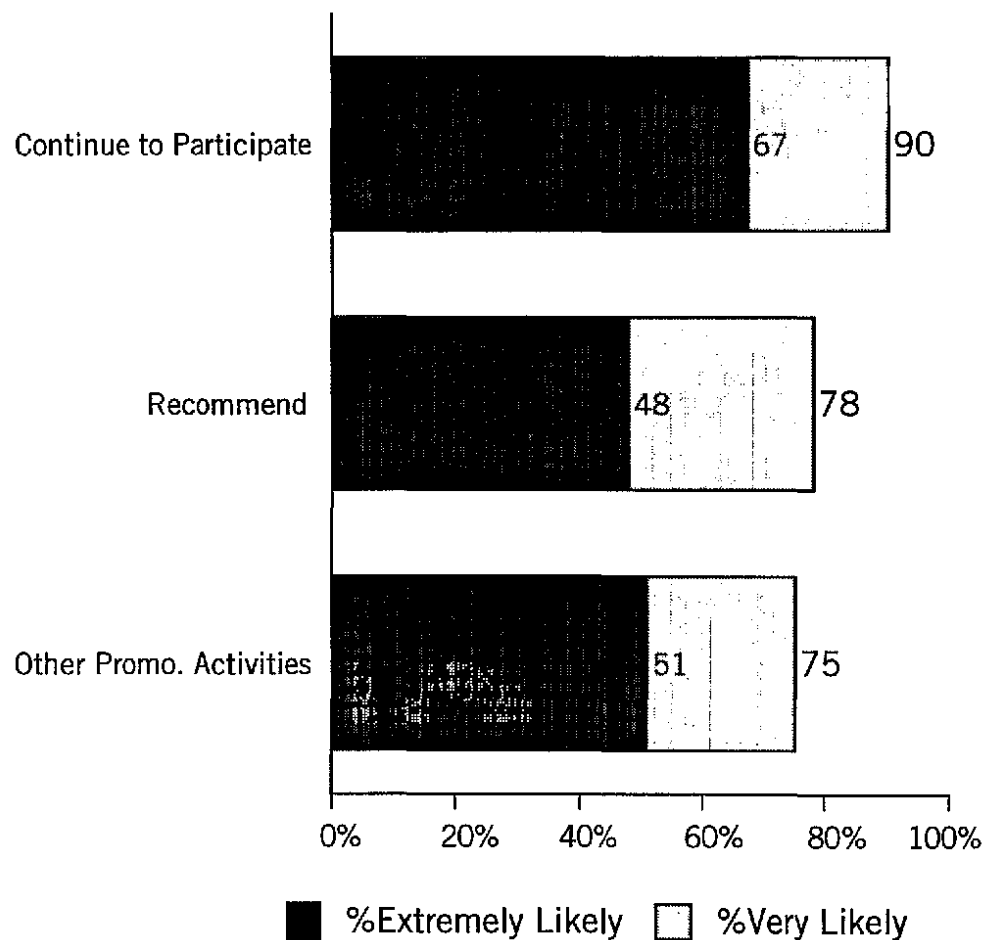 Continue to Participate 67 90
Recommend 48 78
Other Promo. Activities 51 75
0% 20% 40% 60% 80% 100%
%Extremely Likely %Very Likely